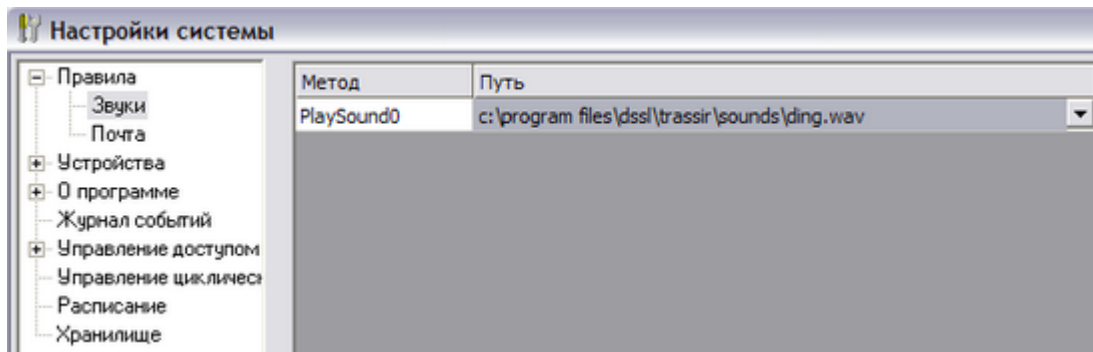 Настройки системы
Правила
Звуки
Почта
Устройства
О программе
Журнал событий
Управление доступом
Управление
Расписание
Хранилище
Метод Путь
PlaySound0 c:\program files\dssl\trassir\sounds\ding.wav